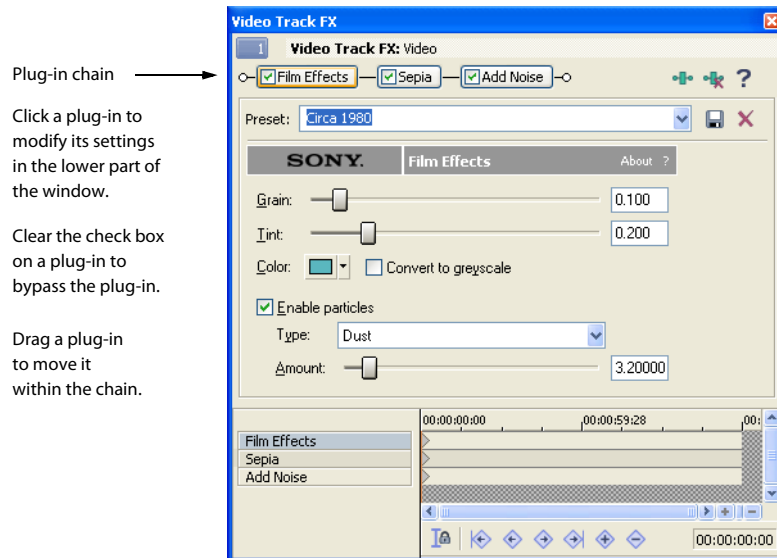 Video Track FX
1 Video Track FX: Video
Plug-in chain
Film Effects Sepia Add Noise ?
Click a plug-in to
modify its settings
in the lower part of
the window.
Clear the check box
on a plug-in to
bypass the plug-in.
Drag a plug-in
to move it
within the chain.
Preset: Circa 1980
SONY. Film Effects About ?
Grain: 0.100
Tint: 0.200
Color: Convert to greyscale
Enable particles
Type: Dust
Amount: 3.20000
00:00:00:00 00:00:59:28 00:
Film Effects
Sepia
Add Noise
00:00:00:00